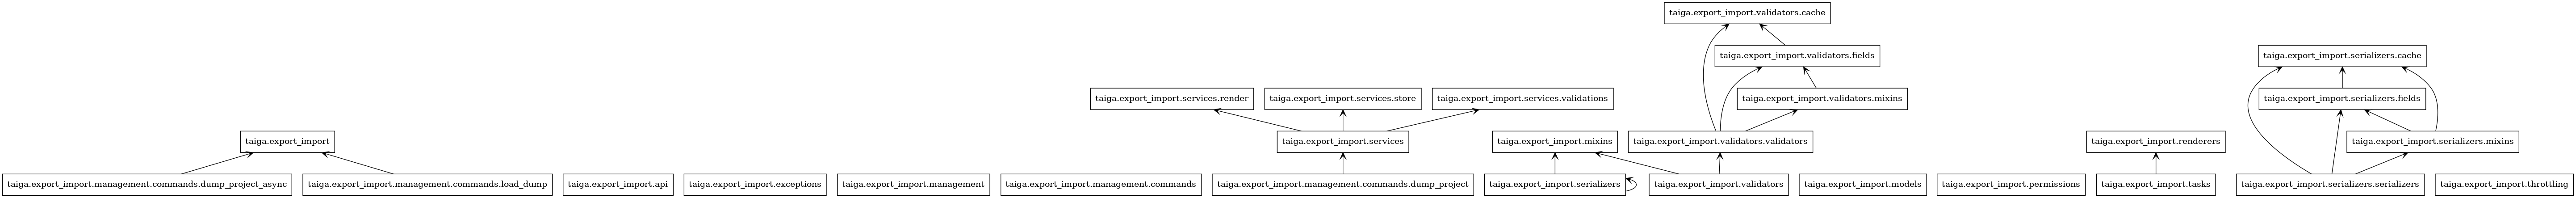 taiga.export_import.validators.cache
taiga.export_import.validators.fields
taiga.export_import.serializers.cache
taiga.export_import.services.render
taiga.export_import.services.store
taiga.export_import.services.validations
taiga.export_import.validators.mixins
taiga.export_import.serializers.fields
taiga.export_import
taiga.export_import.services
taiga.export_import.mixins
taiga.export_import.validators.validators
taiga.export_import.renderers
taiga.export_import.serializers.mixins
taiga.export_import.management.commands.dump_project_async
taiga.export_import.management.commands.load_dump
taiga.export_import.api
taiga.export_import.exceptions
taiga.export_import.management
taiga.export_import.management.commands
taiga.export_import.management.commands.dump_project
taiga.export_import.serializers
taiga.export_import.validators
taiga.export_import.models
taiga.export_import.permissions
taiga.export_import.tasks
taiga.export_import.serializers.serializers
taiga.export_import.throttling